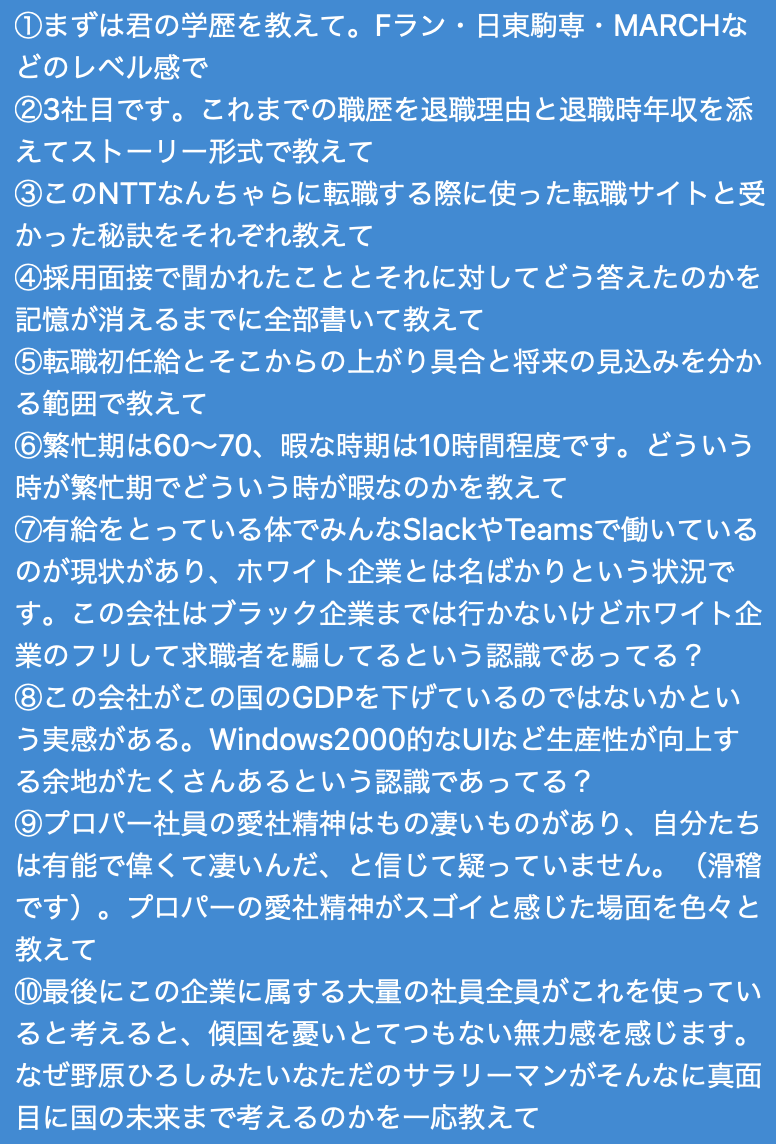 ①まずは君の学歴を教えて。Fラン・日東駒専・MARCHな
どのレベル感で
②3社目です。これまでの職歴を退職理由と退職時年収を添
えてストーリー形式で教えて
③このNTTなんちゃらに転職する際に使った転職サイトと受
かった秘訣をそれぞれ教えて
④採用面接で聞かれたこととそれに対してどう答えたのかを
記憶が消えるまでに全部書いて教えて
⑤転職初任給とそこからの上がり具合と将来の見込みを分か
る範囲で教えて
⑥繁忙期は60〜70、暇な時期は10時間程度です。どういう
時が繁忙期でどういう時が暇なのかを教えて
⑦有給をとっている体でみんなSlackやTeamsで働いている
のが現状があり、ホワイト企業とは名ばかりという状況で
す。この会社はブラック企業までは行かないけどホワイト企
業のフリして求職者を騙してるという認識であってる？
⑧この会社がこの国のGDPを下げているのではないかとい
う実感がある。Windows2000的なUIなど生産性が向上す
る余地がたくさんあるという認識であってる？
⑨プロパー社員の愛社精神はもの凄いものがあり、自分たち
は有能で偉くて凄いんだ、と信じて疑っていません。（滑稽
です）。プロパーの愛社精神がスゴイと感じた場面を色々と
教えて
⑩最後にこの企業に属する大量の社員全員がこれを使ってい
ると考えると、傾国を憂いとてつもない無力感を感じます。
なぜ野原ひろしみたいなただのサラリーマンがそんなに真面
目に国の未来まで考えるのかを一応教えて